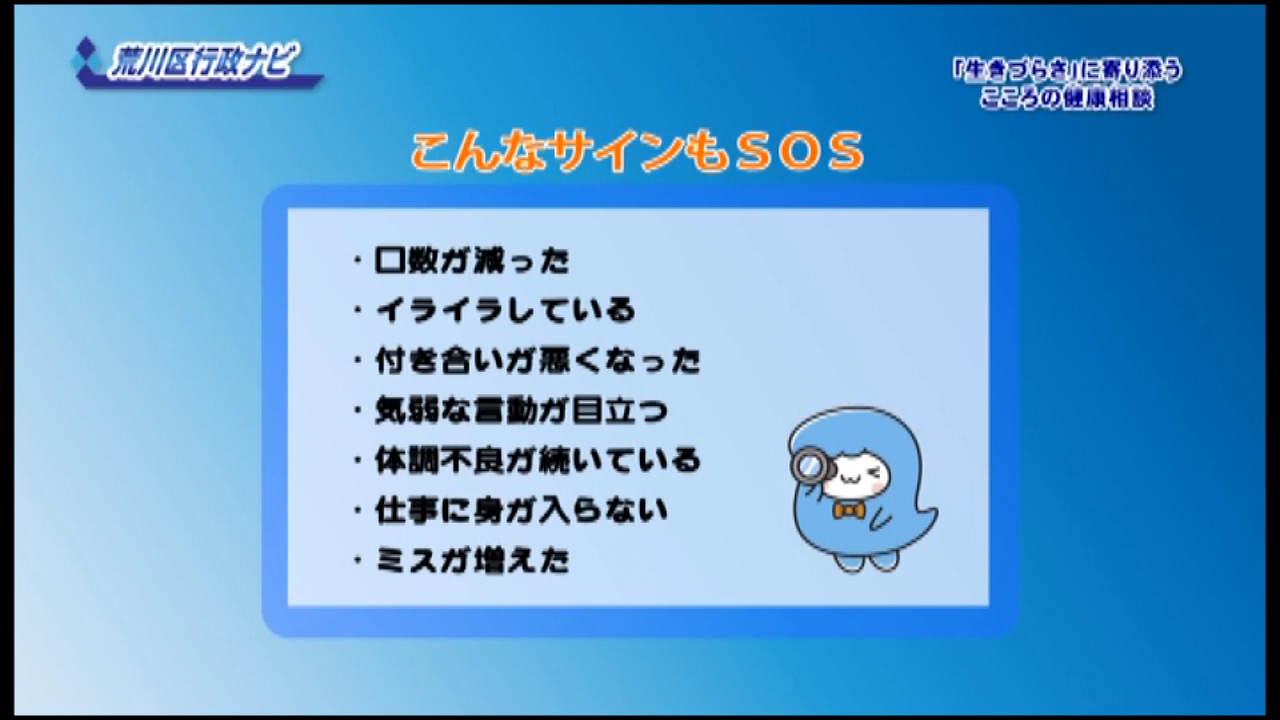 荒川区行政ナビ
「生きづらさ」に寄り添う
こころの健康相談
こんなサインもＳＯＳ
・口数が減った
・イライラしている
・付き合いが悪くなった
・気弱な言動が目立つ
・体調不良が続いている
・仕事に身が入らない
・ミスが増えた